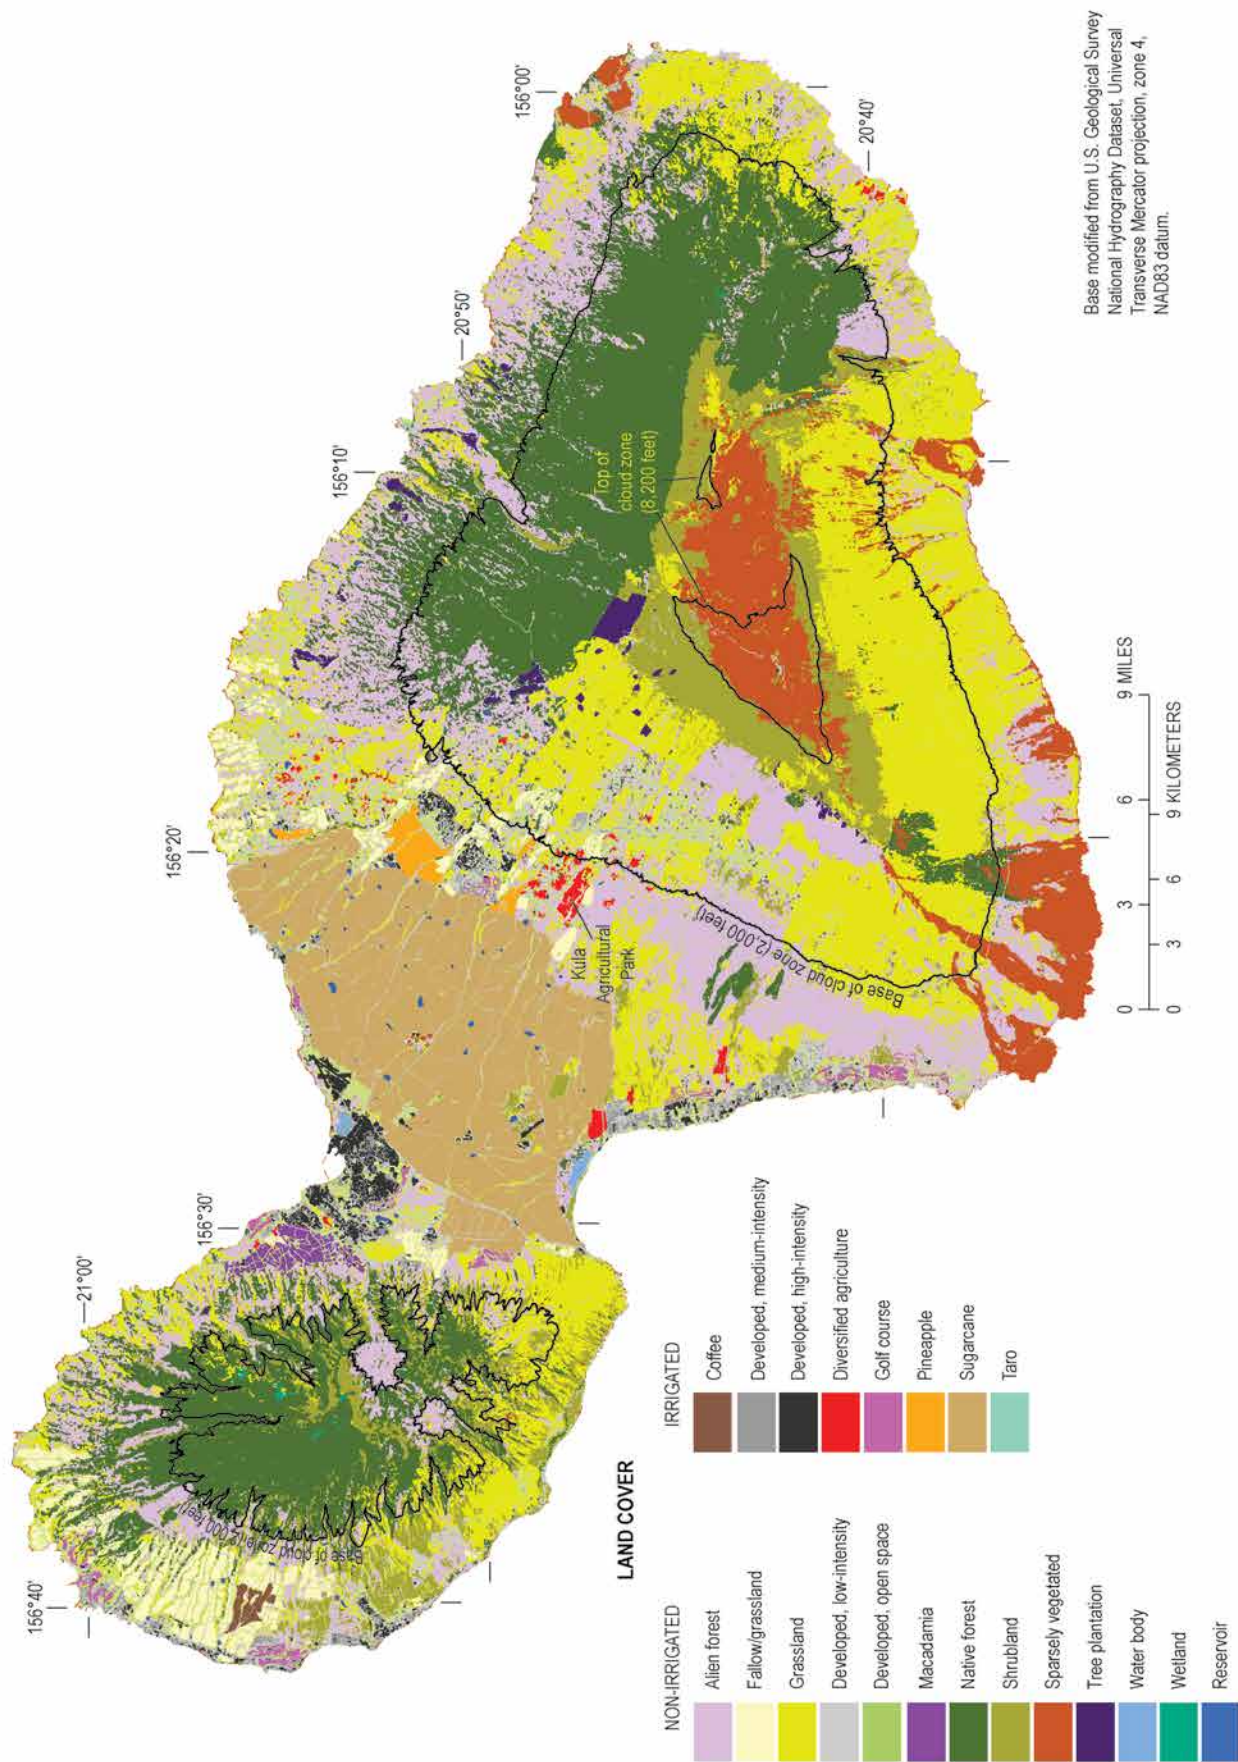 156°40'
21°00'
156°30'
156°20'
156°10'
20°50'
156°00'
20°40'
Base of cloud zone (2,000 feet)
Top of
cloud zone
(8,200 feet)
Kula
Agricultural
Park
Base of cloud zone (2,000 feet)
0 3 6 9 MILES
0 3 6 9 KILOMETERS
Base modified from U.S. Geological Survey
National Hydrography Dataset, Universal
Transverse Mercator projection, zone 4,
NAD83 datum.
LAND COVER
NON-IRRIGATED
Alien forest
Fallow/grassland
Grassland
Developed, low-intensity
Developed, open space
Macadamia
Native forest
Shrubland
Sparsely vegetated
Tree plantation
Water body
Wetland
Reservoir
IRRIGATED
Coffee
Developed, medium-intensity
Developed, high-intensity
Diversified agriculture
Golf course
Pineapple
Sugarcane
Taro